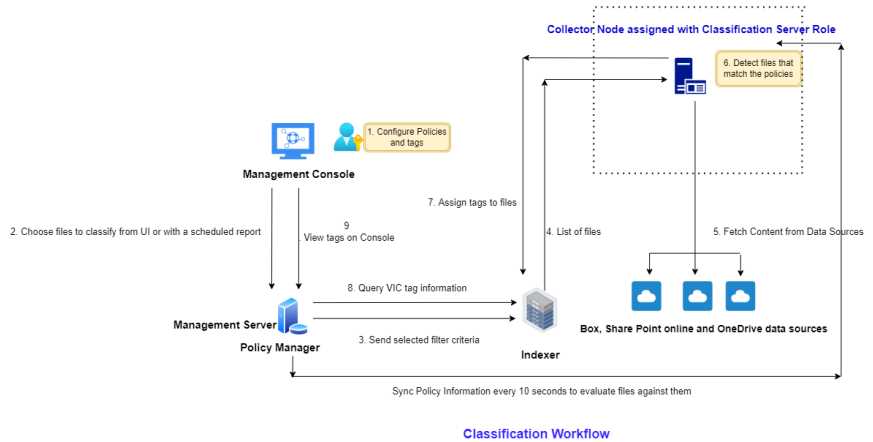 Collector Node assigned with Classification Server Role
6. Detect files that
match the policies
1. Configure Policies
and tags
Management Console
7. Assign tags to files
2. Choose files to classify from UI or with a scheduled report
9
. View tags on Console
4. List of files
5. Fetch Content from Data Sources
8. Query VIC tag information
Management Server
Policy Manager
3. Send selected filter criteria
Indexer
Box, Share Point online and OneDrive data sources
Sync Policy Information every 10 seconds to evaluate files against them
Classification Workflow